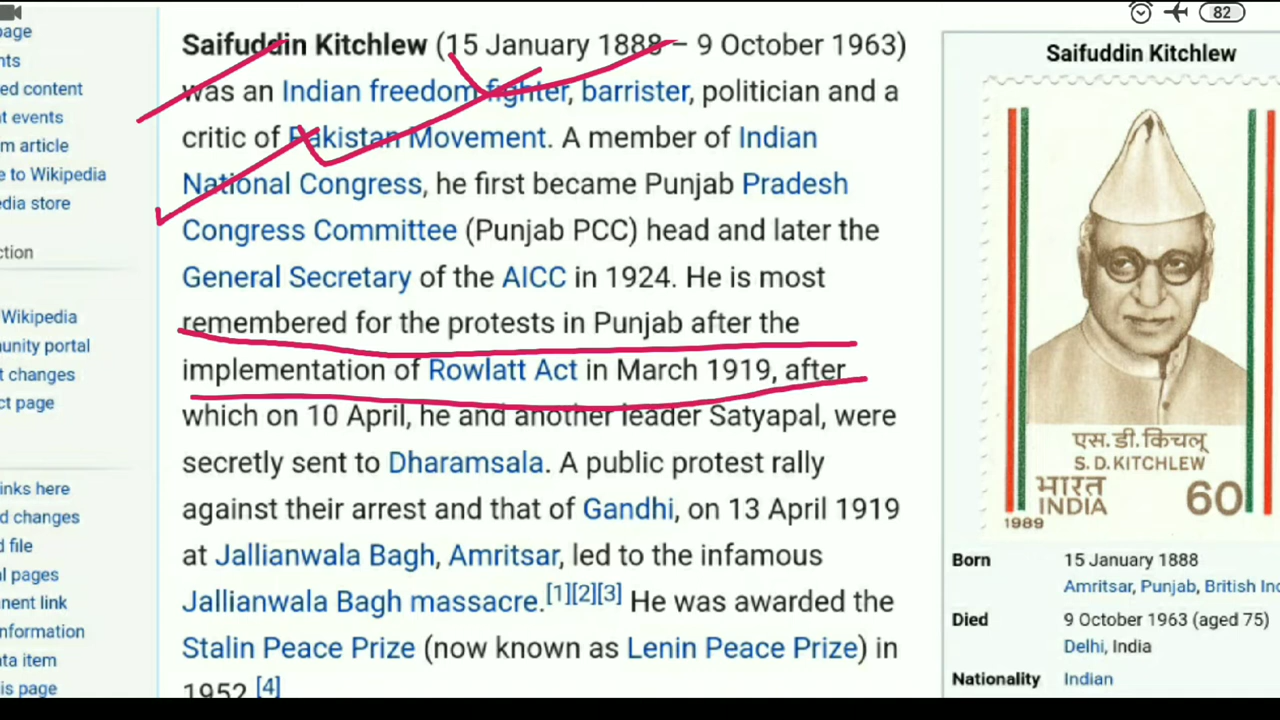 82
page
nts
ed content
t events
m article
e to Wikipedia
edia store
ction
Wikipedia
unity portal
t changes
ct page
inks here
d changes
d file
l pages
nent link
nformation
ata item
is page
Saifuddin Kitchlew (15 January 1888 – 9 October 1963)
was an Indian freedom fighter, barrister, politician and a
critic of Pakistan Movement. A member of Indian
National Congress, he first became Punjab Pradesh
Congress Committee (Punjab PCC) head and later the
General Secretary of the AICC in 1924. He is most
remembered for the protests in Punjab after the
implementation of Rowlatt Act in March 1919, after
which on 10 April, he and another leader Satyapal, were
secretly sent to Dharamsala. A public protest rally
against their arrest and that of Gandhi, on 13 April 1919
at Jallianwala Bagh, Amritsar, led to the infamous
Jallianwala Bagh massacre.[1][2][3] He was awarded the
Stalin Peace Prize (now known as Lenin Peace Prize) in
1952.[4]
Saifuddin Kitchlew
एस. डी. किचलू
S. D. KITCHLEW
भारत
INDIA 60
1989
Born 15 January 1888
Amritsar, Punjab, British Inc
Died 9 October 1963 (aged 75)
Delhi, India
Nationality Indian